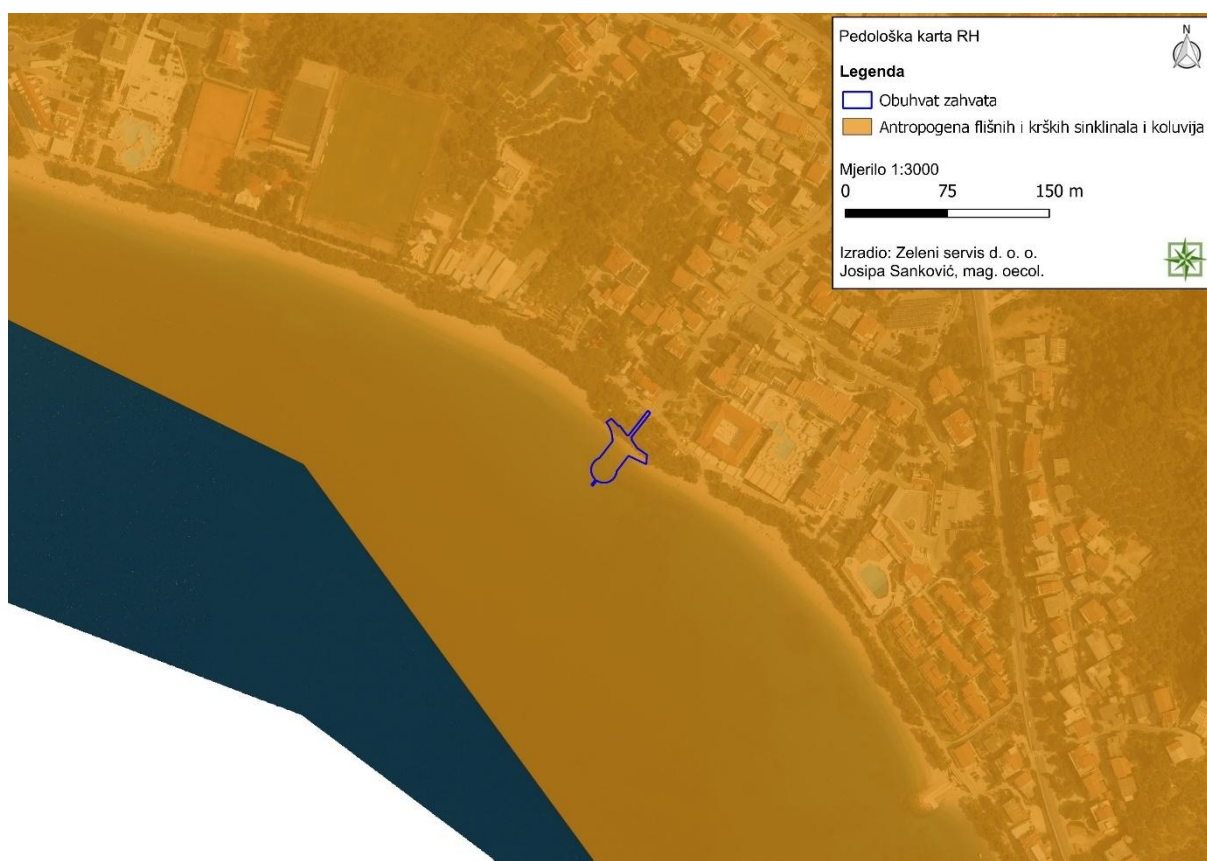 Pedološka karta RH
N
Legenda
Obuhvat zahvata
Antropogena flišnih i krških sinklinala i koluvija
Mjerilo 1:3000
0 75 150 m
Izradio: Zeleni servis d. o. o.
Josipa Sanković, mag. oecol.